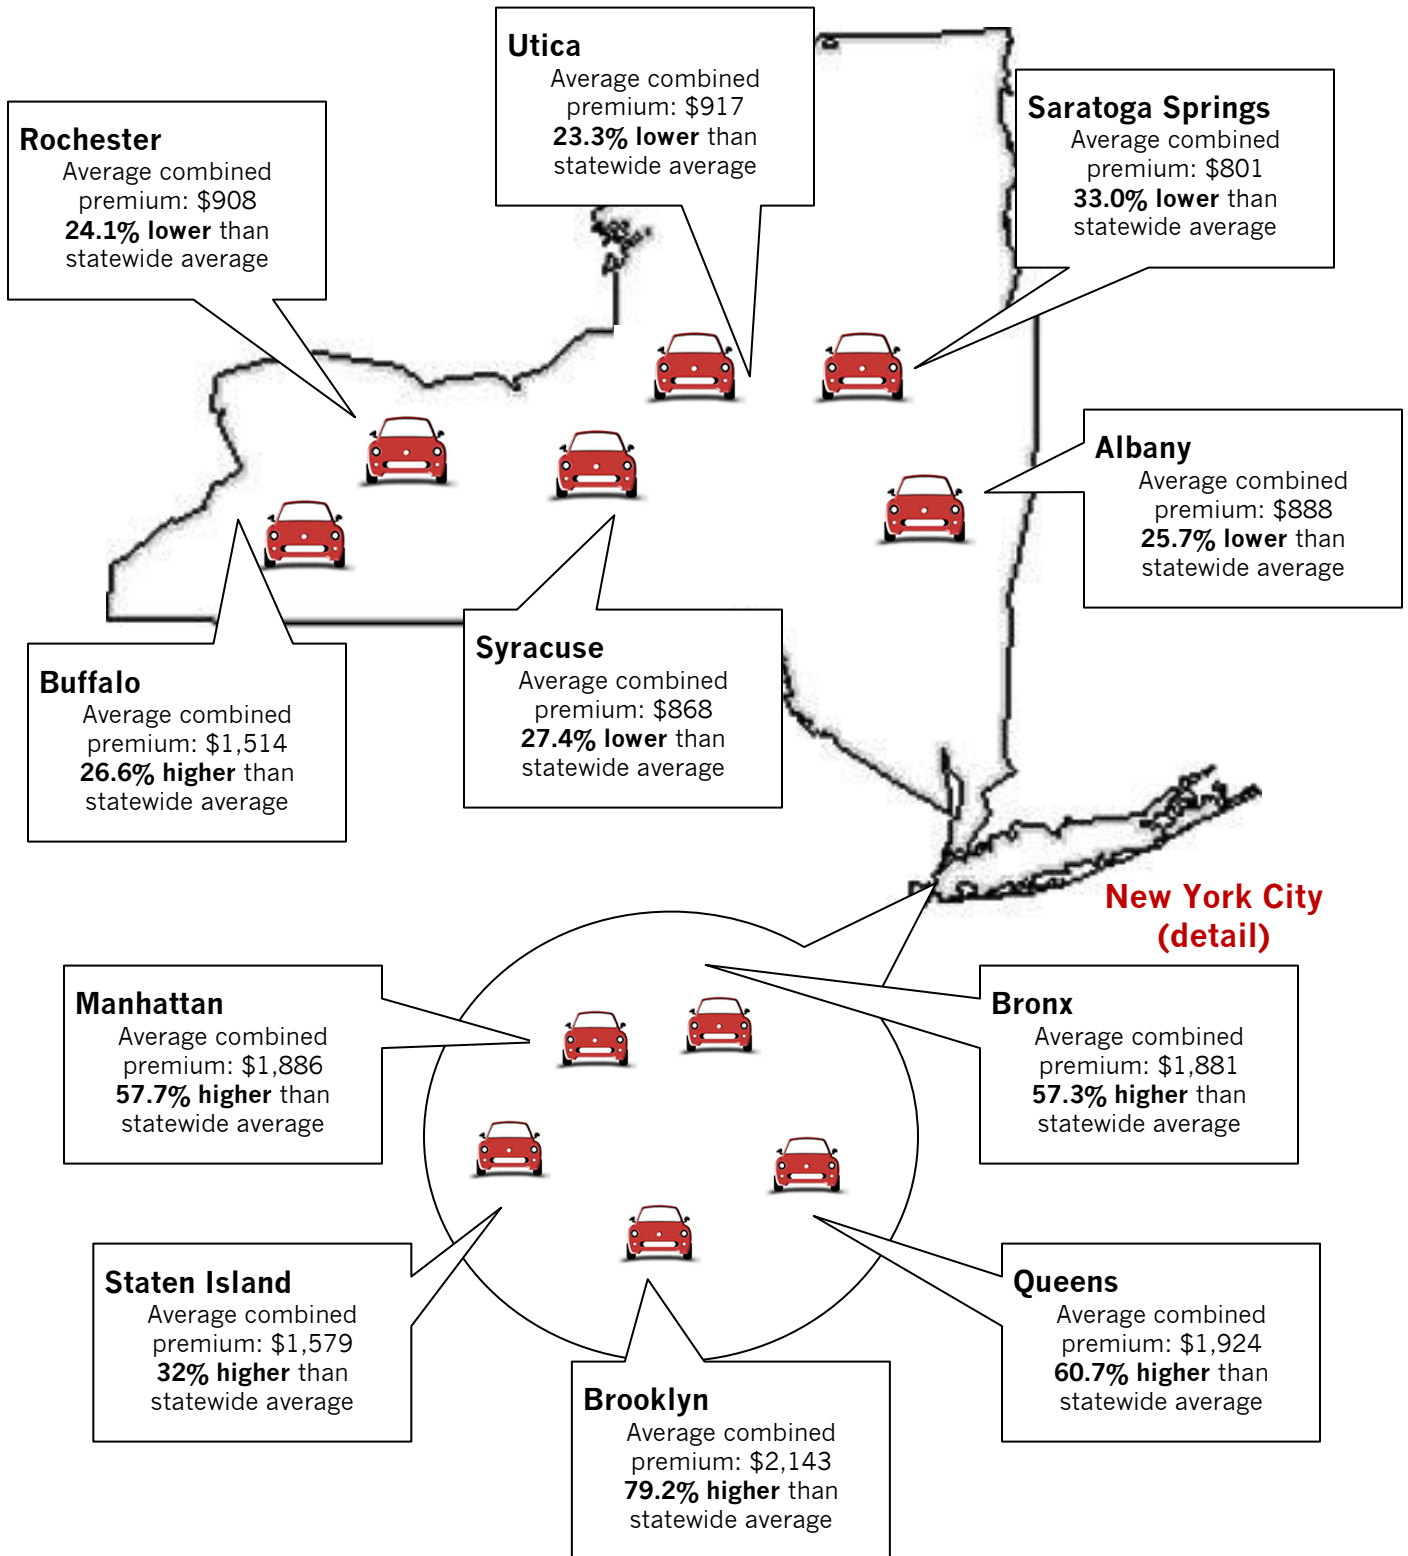 Utica
Average combined
premium: $917
23.3% lower than
statewide average
Saratoga Springs
Average combined
premium: $801
33.0% lower than
statewide average
Rochester
Average combined
premium: $908
24.1% lower than
statewide average
Albany
Average combined
premium: $888
25.7% lower than
statewide average
Syracuse
Average combined
premium: $868
27.4% lower than
statewide average
Buffalo
Average combined
premium: $1,514
26.6% higher than
statewide average
New York City
(detail)
Manhattan
Average combined
premium: $1,886
57.7% higher than
statewide average
Bronx
Average combined
premium: $1,881
57.3% higher than
statewide average
Staten Island
Average combined
premium: $1,579
32% higher than
statewide average
Queens
Average combined
premium: $1,924
60.7% higher than
statewide average
Brooklyn
Average combined
premium: $2,143
79.2% higher than
statewide average